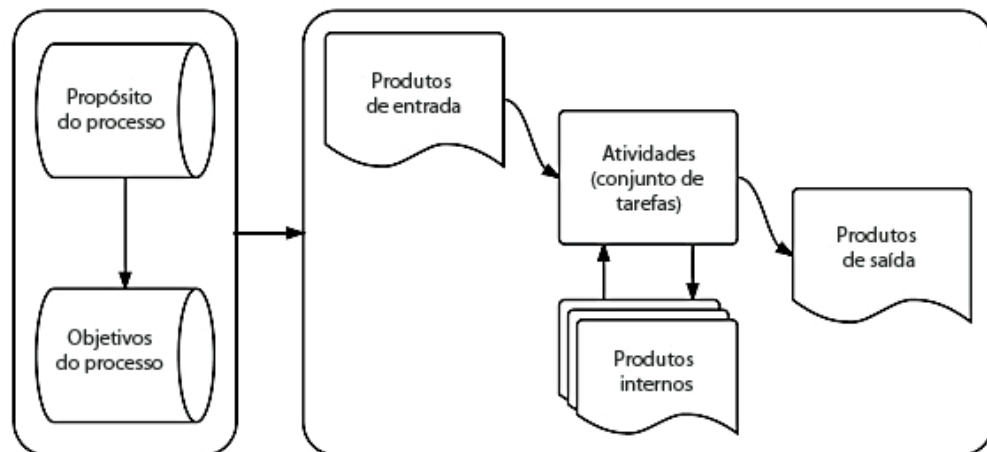 Propósito
do processo
Objetivos
do processo
Produtos
de entrada
Atividades
(conjunto de
tarefas)
Produtos
internos
Produtos
de saída